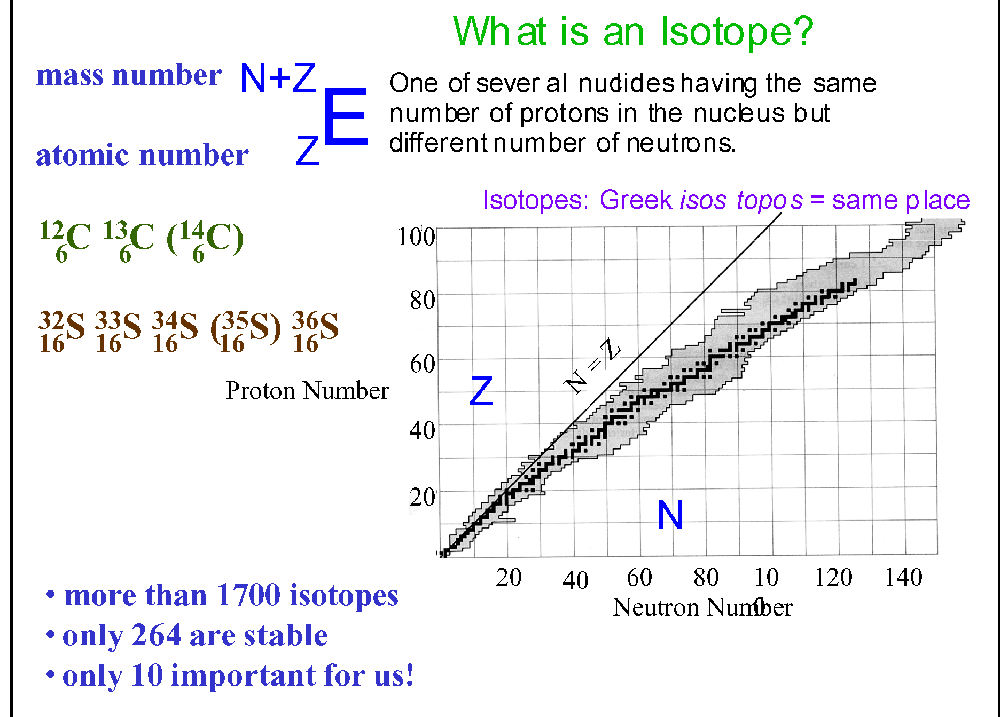 What is an Isotope?
mass number N+Z
E
atomic number Z
One of several nuclides having the same
number of protons in the nucleus but
different number of neutrons.
Isotopes: Greek isos topos = same place
12 6 C 13 6 C (14 6 C)
32 16 S 33 16 S 34 16 S (35 16 S) 36 16 S
Proton Number
Z
N = Z
N
100
80
60
40
20
20 40 60 80 100 120 140
Neutron Number
• more than 1700 isotopes
• only 264 are stable
• only 10 important for us!